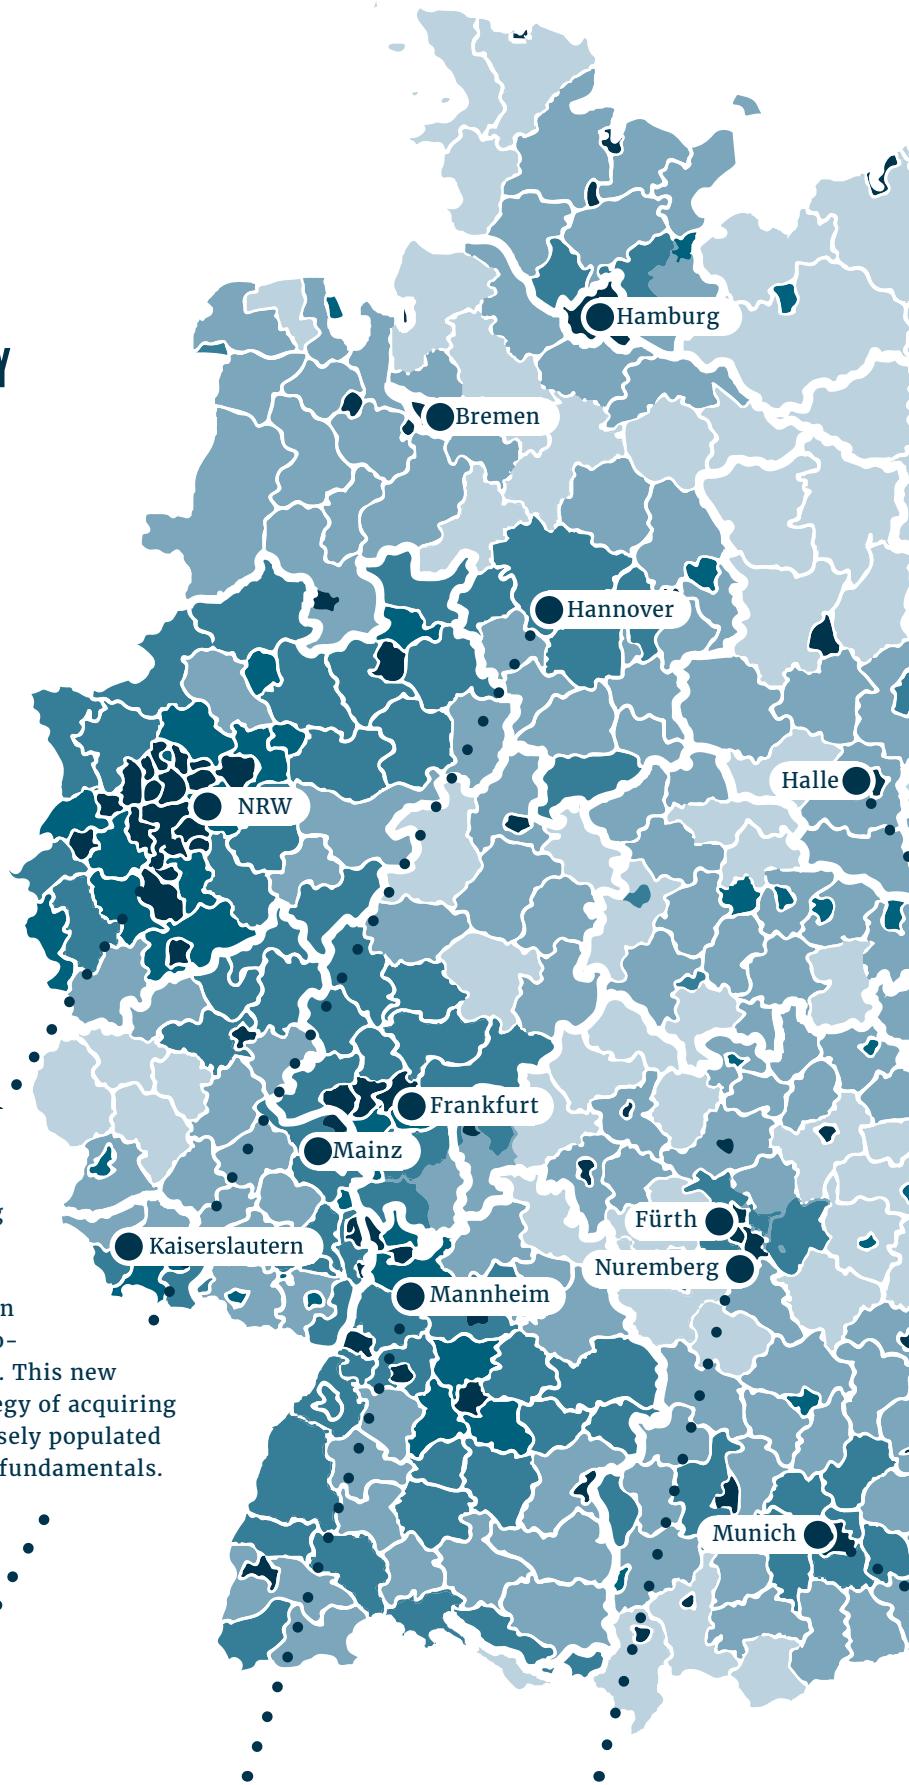 Y
Hamburg
Bremen
Hannover
Halle
NRW
Frankfurt
Mainz
Fürth
Kaiserslautern
Nuremberg
Mannheim
. This new
egy of acquiring
sely populated
fundamentals.
Munich